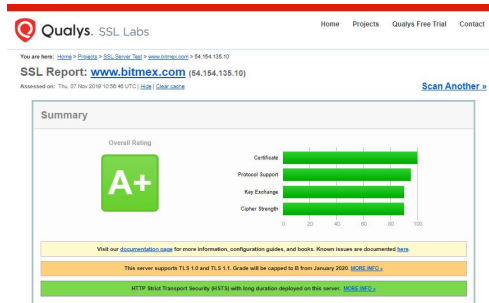 Qualys. SSL Labs
Home Projects Qualys Free Trial Contact
You are here: Home > Projects > SSL Server Test > www.bitmex.com > 54.154.135.10
SSL Report: www.bitmex.com (54.154.135.10)
Assessed on: Thu, 07 Nov 2019 10:56:46 UTC | Hide | Clear cache
Scan Another »
Summary
Overall Rating
A+
Certificate
Protocol Support
Key Exchange
Cipher Strength
0 20 40 60 80 100
Visit our documentation page for more information, configuration guides, and books. Known issues are documented here.
This server supports TLS 1.0 and TLS 1.1. Grade will be capped to B from January 2020. MORE INFO »
HTTP Strict Transport Security (HSTS) with long duration deployed on this server. MORE INFO »